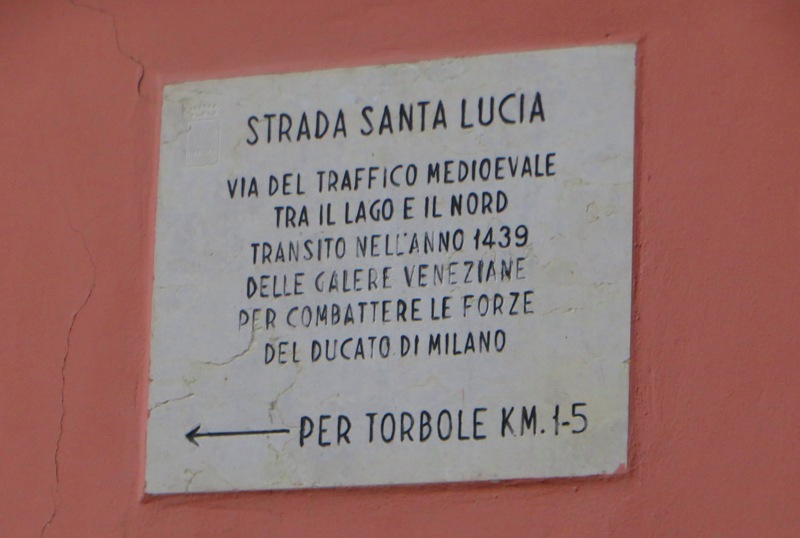 STRADA SANTA LUCIA
VIA DEL TRAFFICO MEDIOEVALE
TRA IL LAGO E IL NORD
TRANSITO NELL'ANNO 1439
DELLE GALERE VENEZIANE
PER COMBATTERE LE FORZE
DEL DUCATO DI MILANO
← PER TORBOLE KM. 1-5